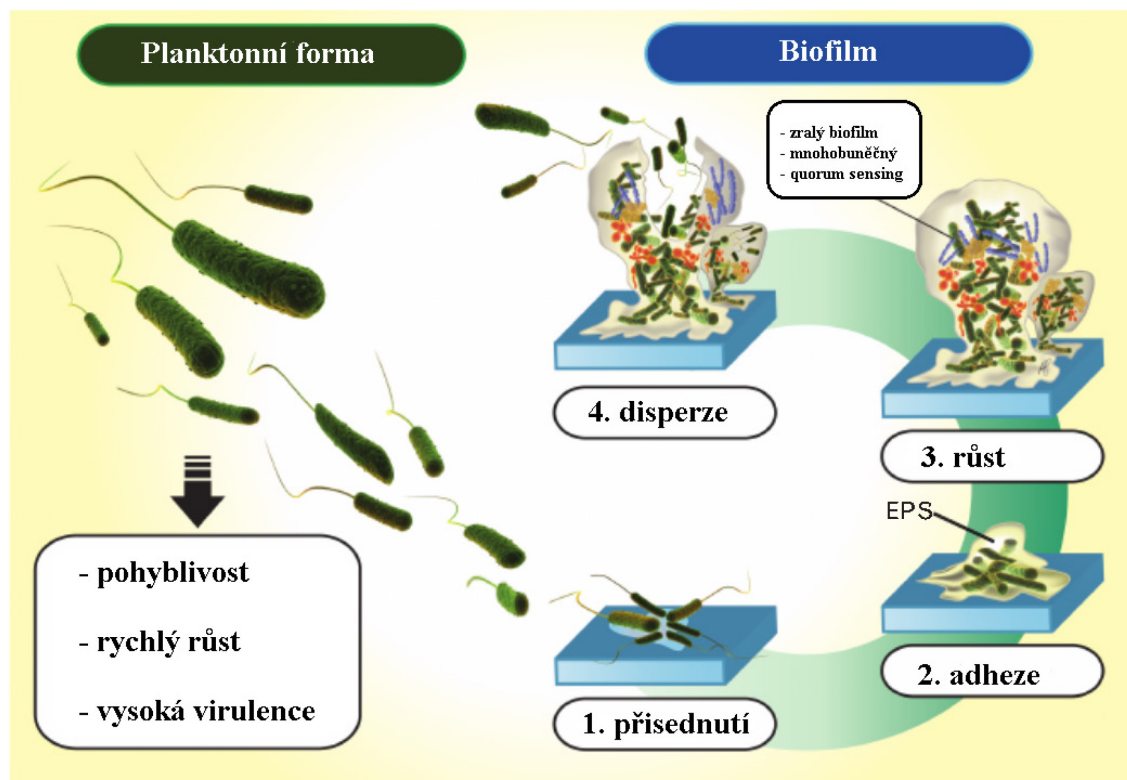 Planktonní forma
Biofilm
- zralý biofilm
- mnohobuněčný
- quorum sensing
4. disperze
3. růst
EPS
2. adheze
1. přisednutí
- pohyblivost
- rychlý růst
- vysoká virulence